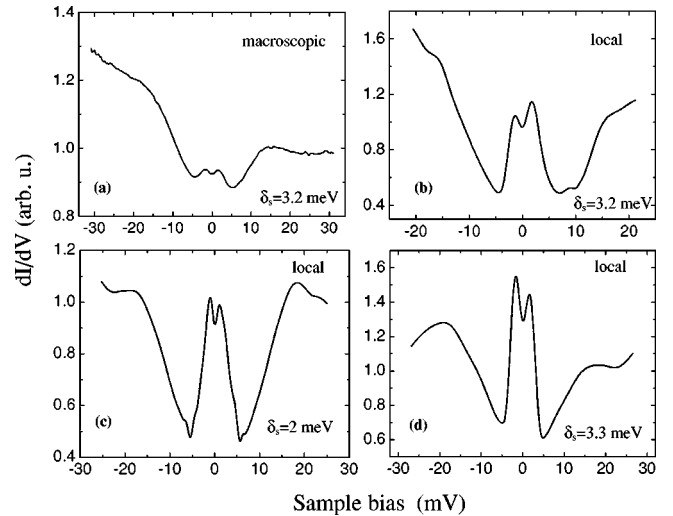 macroscopic
1.4
1.2
1.0
0.8
(a)
δs=3.2 meV
-30 -20 -10 0 10 20 30
local
1.6
1.2
0.8
0.4
(b)
δs=3.2 meV
-20 -10 0 10 20
dI/dV (arb. u.)
local
1.2
1.0
0.8
0.6
0.4
(c)
δs=2 meV
-30 -20 -10 0 10 20 30
local
1.6
1.4
1.2
1.0
0.8
0.6
(d)
δs=3.3 meV
-30 -20 -10 0 10 20 30
Sample bias (mV)